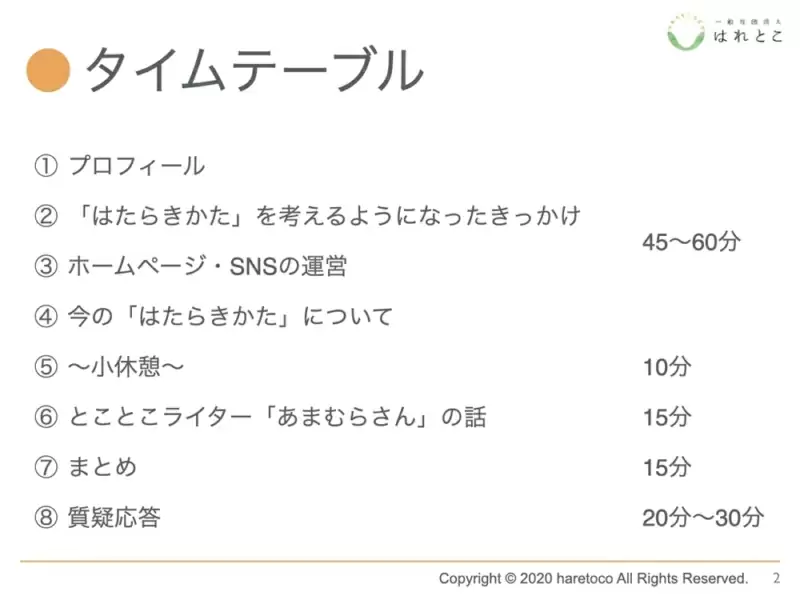 一般社団法人
はれとこ
タイムテーブル
① プロフィール
② 「はたらきかた」を考えるようになったきっかけ
45〜60分
③ ホームページ・SNSの運営
④ 今の「はたらきかた」について
⑤ 〜小休憩〜 10分
⑥ とことこライター「あまむらさん」の話 15分
⑦ まとめ 15分
⑧ 質疑応答 20分〜30分
Copyright © 2020 haretoco All Rights Reserved. 2